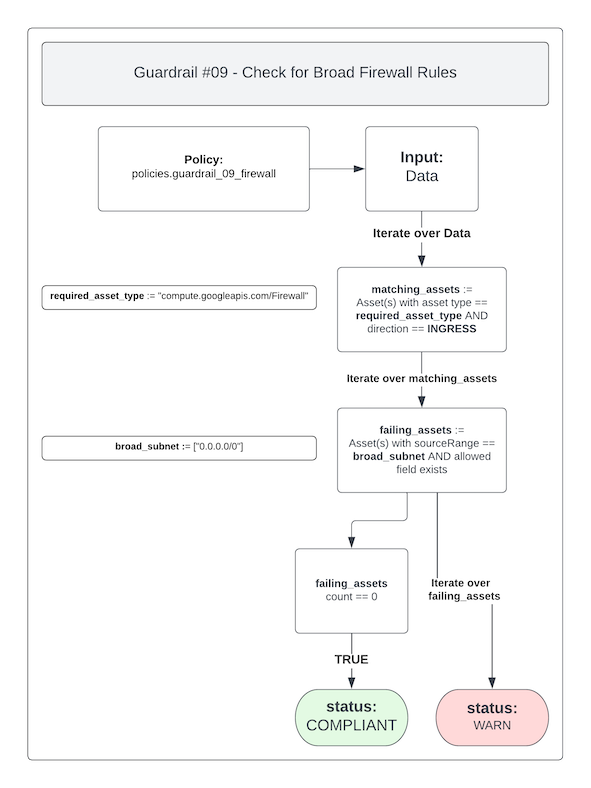 Guardrail #09 - Check for Broad Firewall Rules
Policy:
policies.guardrail_09_firewall
Input:
Data
Iterate over Data
required_asset_type := "compute.googleapis.com/Firewall"
matching_assets :=
Asset(s) with asset type ==
required_asset_type AND
direction == INGRESS
Iterate over matching_assets
broad_subnet := ["0.0.0.0/0"]
failing_assets :=
Asset(s) with sourceRange ==
broad_subnet AND allowed
field exists
failing_assets
count == 0
Iterate over
failing_assets
TRUE
status:
COMPLIANT
status:
WARN